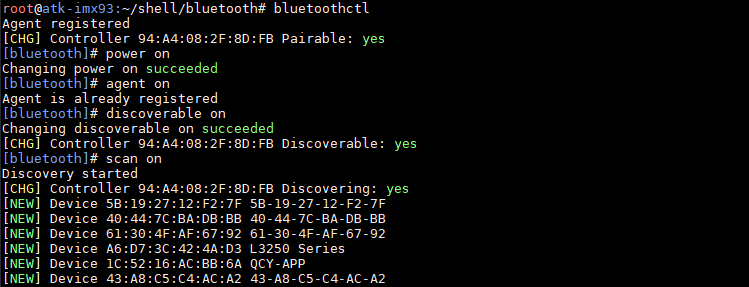 root@atk-imx93:~/shell/bluetooth# bluetoothctl
Agent registered
[CHG] Controller 94:A4:08:2F:8D:FB Pairable: yes
[bluetooth]# power on
Changing power on succeeded
[bluetooth]# agent on
Agent is already registered
[bluetooth]# discoverable on
Changing discoverable on succeeded
[CHG] Controller 94:A4:08:2F:8D:FB Discoverable: yes
[bluetooth]# scan on
Discovery started
[CHG] Controller 94:A4:08:2F:8D:FB Discovering: yes
[NEW] Device 5B:19:27:12:F2:7F 5B-19-27-12-F2-7F
[NEW] Device 40:44:7C:BA:DB:BB 40-44-7C-BA-DB-BB
[NEW] Device 61:30:4F:AF:67:92 61-30-4F-AF-67-92
[NEW] Device A6:D7:3C:42:4A:D3 L3250 Series
[NEW] Device 1C:52:16:AC:BB:6A QCY-APP
[NEW] Device 43:A8:C5:C4:AC:A2 43-A8-C5-C4-AC-A2